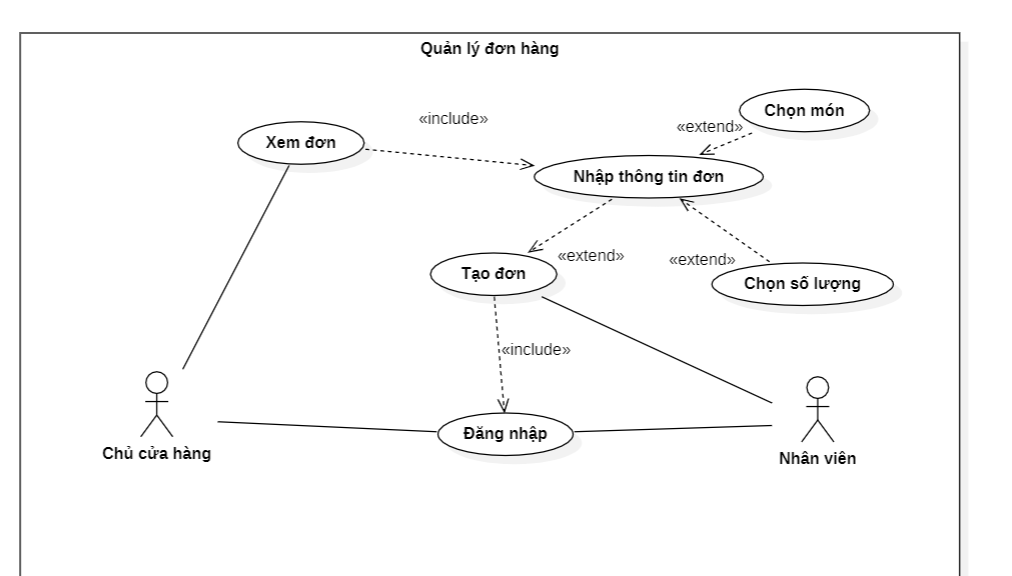 Quản lý đơn hàng
Chọn món
«include»
«extend»
Xem đơn
Nhập thông tin đơn
«extend»
«extend»
Tạo đơn
Chọn số lượng
«include»
Đăng nhập
Chủ cửa hàng
Nhân viên